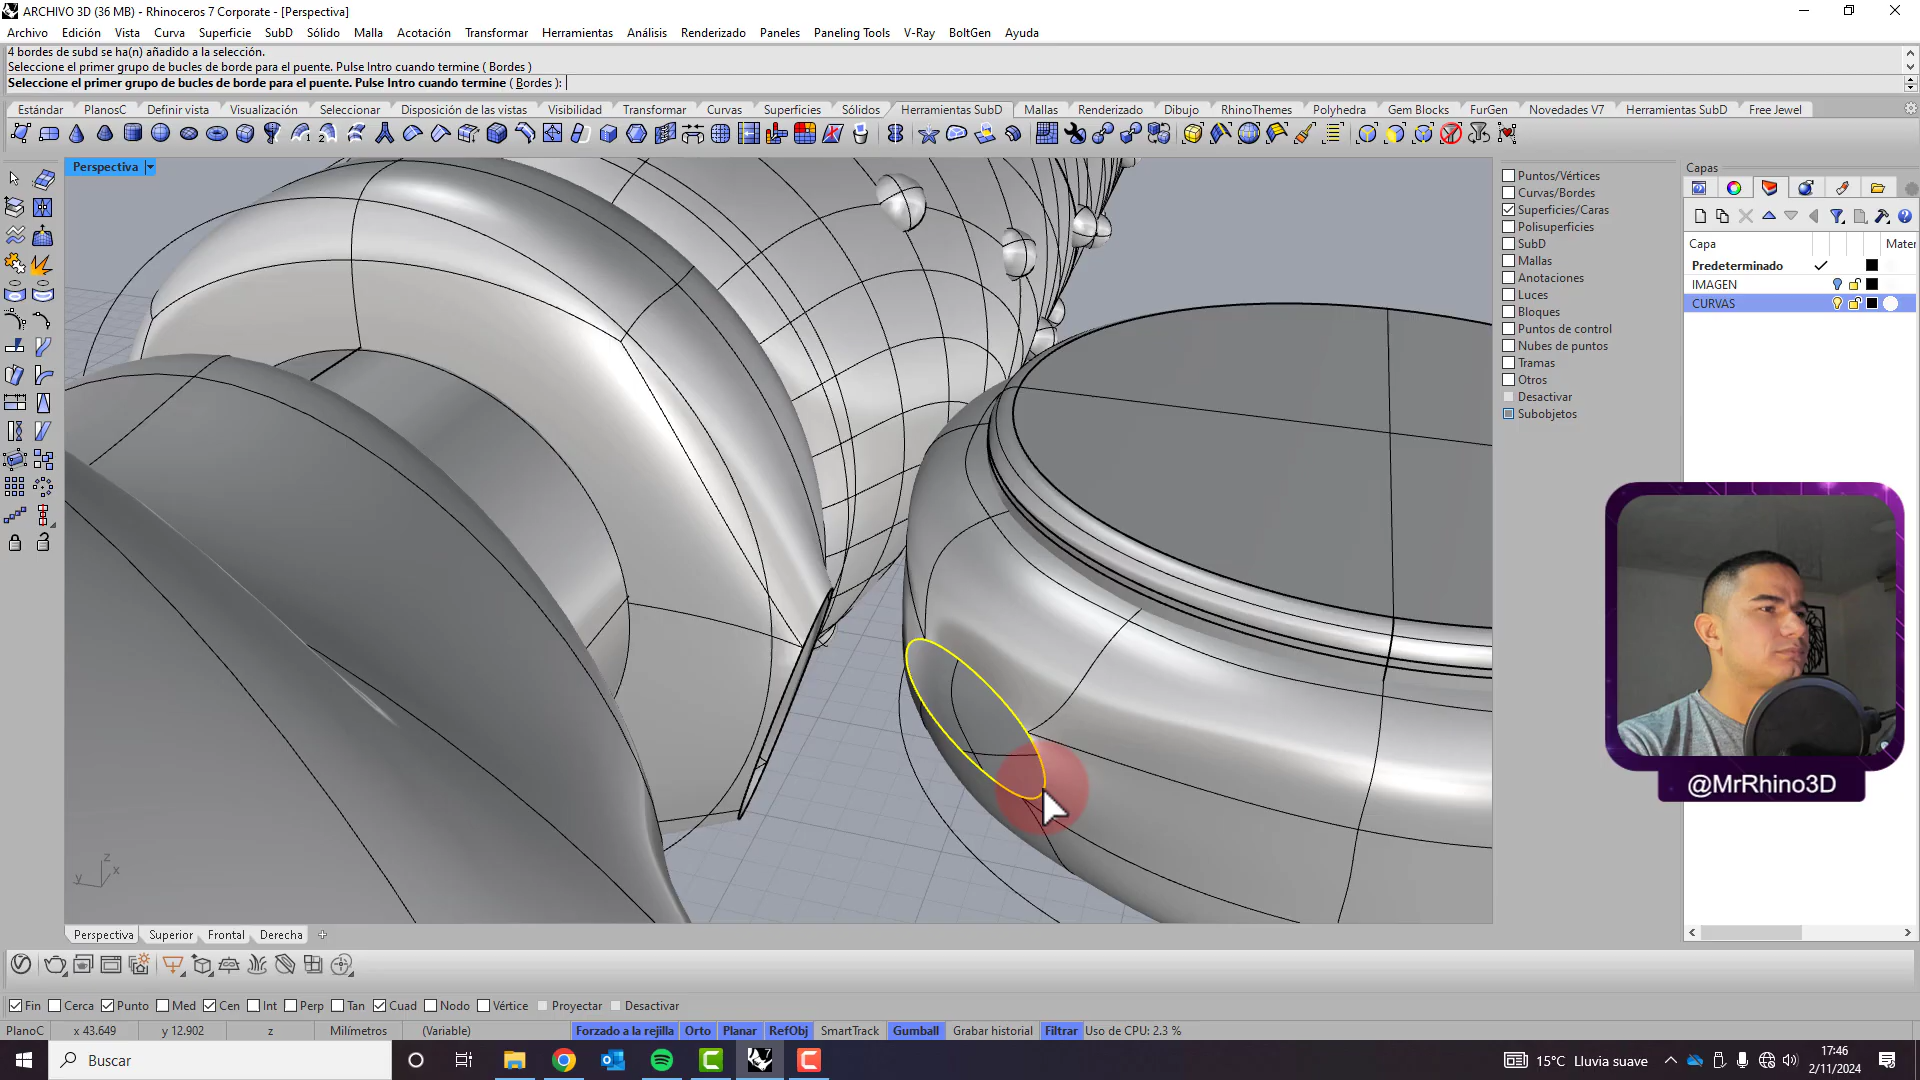 ARCHIVO 3D (36 MB) - Rhinoceros 7 Corporate - [Perspectiva]
Archivo Edición Vista Curva Superficie SubD Sólido Malla Acotación Transformar Herramientas Análisis Renderizado Paneles Paneling Tools V-Ray BoltGen Ayuda
4 bordes de subd se ha(n) añadido a la selección.
Seleccione el primer grupo de bucles de borde para el puente. Pulse Intro cuando termine ( Bordes )
Seleccione el primer grupo de bucles de borde para el puente. Pulse Intro cuando termine ( Bordes ):
Estándar PlanosC Definir vista Visualización Seleccionar Disposición de las vistas Visibilidad Transformar Curvas Superficies Sólidos Herramientas SubD Mallas Renderizado Dibujo RhinoThemes Polyhedra Gem Blocks FurGen Novedades V7 Herramientas SubD Free Jewel
Perspectiva
Puntos/Vértices
Curvas/Bordes
Superficies/Caras
Polisuperficies
SubD
Mallas
Anotaciones
Luces
Bloques
Puntos de control
Nubes de puntos
Tramas
Otros
Desactivar
Subobjetos
Capas
Capa Mater
Predeterminado
IMAGEN
CURVAS
@MrRhino3D
z
y x
Perspectiva Superior Frontal Derecha
Fin Cerca Punto Med Cen Int Perp Tan Cuad Nodo Vértice Proyectar Desactivar
PlanoC x 43.649 y 12.902 z Milímetros (Variable) Forzado a la rejilla Orto Planar RefObj SmartTrack Gumball Grabar historial Filtrar Uso de CPU: 2.3 %
Buscar
15°C Lluvia suave
17:46
2/11/2024